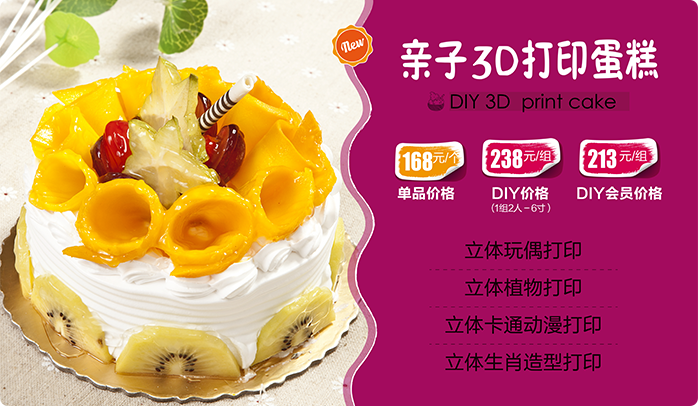 New
亲子3D打印蛋糕
DIY 3D print cake
168元/个
238元/组
213元/组
单品价格
DIY价格
DIY会员价格
(1组2人-6寸)
立体玩偶打印
立体植物打印
立体卡通动漫打印
立体生肖造型打印